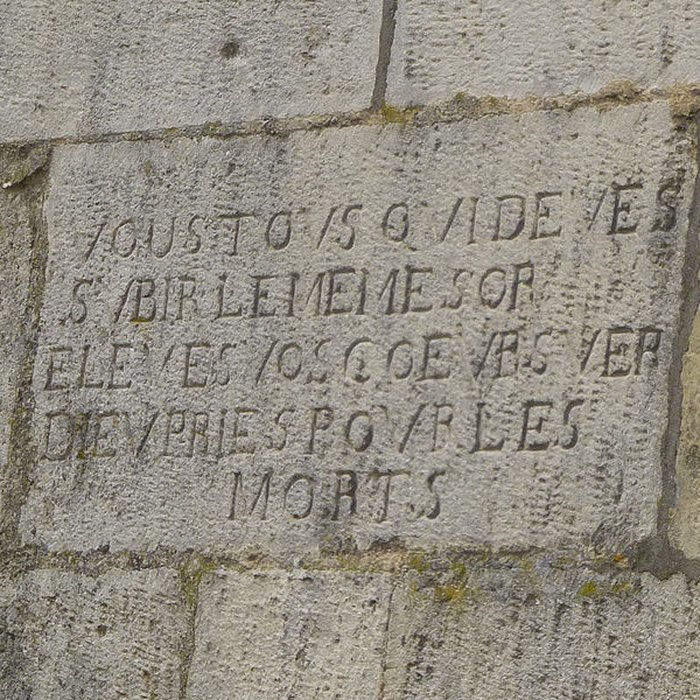 VOUSTOVSQVIDEVES
SVBIRLEMEMESOR
ELEVESVOSCOEVRSVER
DIEVPRIESPOVRLES
MORTS